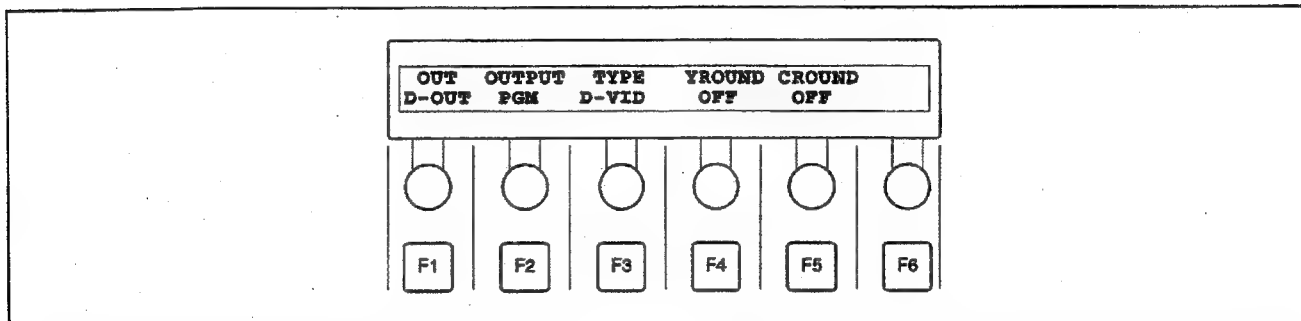 OUT OUTPUT TYPE YROUND CROUND
D-OUT PGM D-VID OFF OFF
F1 F2 F3 F4 F5 F6